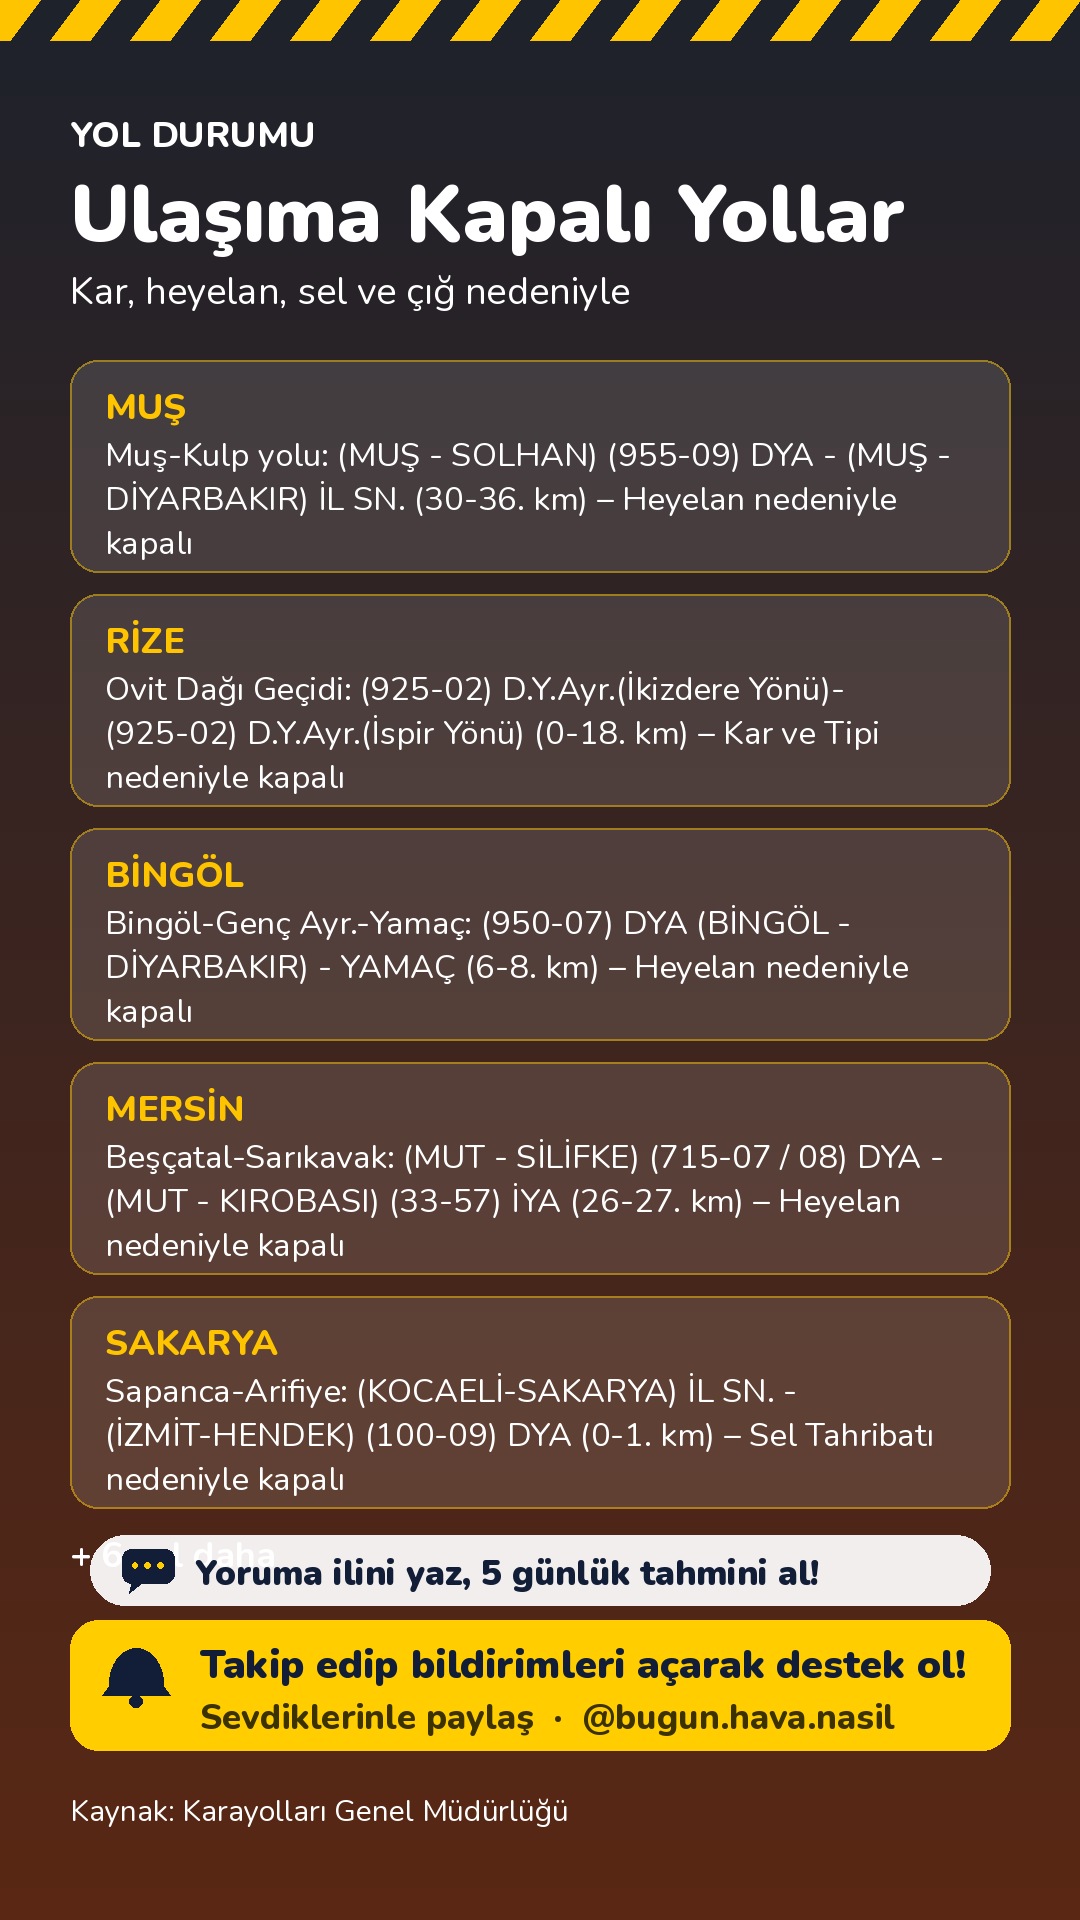 YOL DURUMU
Ulaşıma Kapalı Yollar
Kar, heyelan, sel ve çığ nedeniyle
MUŞ
Muş-Kulp yolu: (MUŞ - SOLHAN) (955-09) DYA - (MUŞ -
DİYARBAKIR) İL SN. (30-36. km) – Heyelan nedeniyle
kapalı
RİZE
Ovit Dağı Geçidi: (925-02) D.Y.Ayr.(İkizdere Yönü)-
(925-02) D.Y.Ayr.(İspir Yönü) (0-18. km) – Kar ve Tipi
nedeniyle kapalı
BİNGÖL
Bingöl-Genç Ayr.-Yamaç: (950-07) DYA (BİNGÖL -
DİYARBAKIR) - YAMAÇ (6-8. km) – Heyelan nedeniyle
kapalı
MERSİN
Beşçatal-Sarıkavak: (MUT - SİLİFKE) (715-07 / 08) DYA -
(MUT - KIROBASI) (33-57) İYA (26-27. km) – Heyelan
nedeniyle kapalı
SAKARYA
Sapanca-Arifiye: (KOCAELİ-SAKARYA) İL SN. -
(İZMİT-HENDEK) (100-09) DYA (0-1. km) – Sel Tahribatı
nedeniyle kapalı
+ 6 daha
Yoruma ilini yaz, 5 günlük tahmini al!
Takip edip bildirimleri açarak destek ol!
Sevdiklerinle paylaş · @bugun.hava.nasil
Kaynak: Karayolları Genel Müdürlüğü